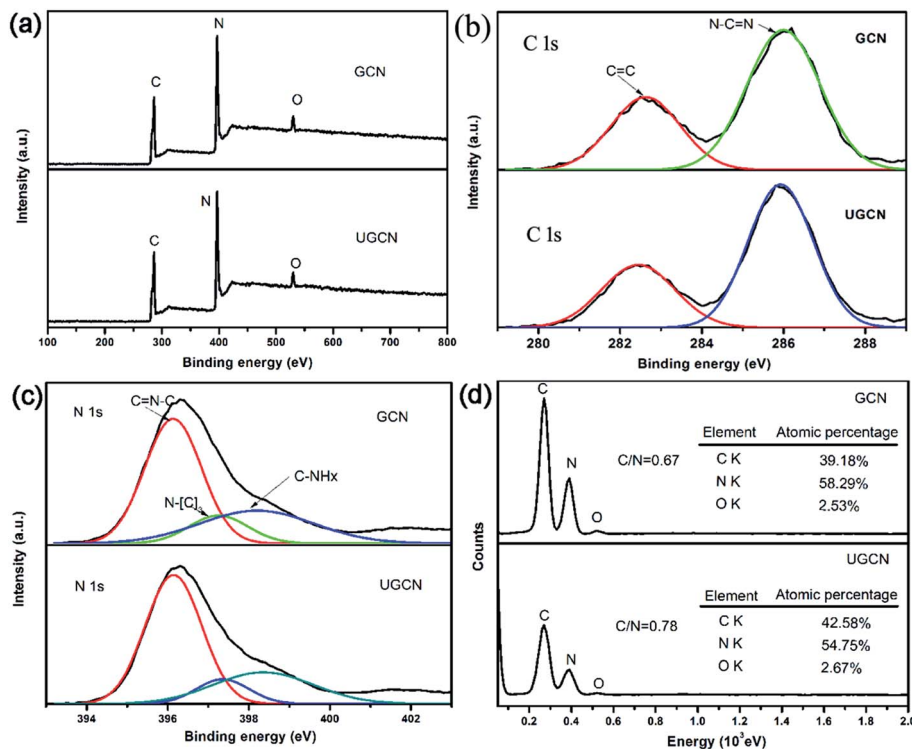 (a)
N
C
O
GCN
N
C
O
UGCN
Intensity (a.u.)
0 100 200 300 400 500 600 700 800
Binding energy (eV)
(b)
C 1s
C=C
N-C=N
GCN
C 1s
UGCN
Intensity (a.u.)
280 282 284 286 288
Binding energy (eV)
(c)
N 1s
C=N-C
GCN
C-NHx
N-[C]3
N 1s
UGCN
Intensity (a.u.)
394 396 398 400 402
Binding energy (eV)
(d)
C
GCN
Element Atomic percentage
C/N=0.67
C K 39.18%
N
N K 58.29%
O K 2.53%
O
UGCN
Element Atomic percentage
C
C/N=0.78
C K 42.58%
N
N K 54.75%
O K 2.67%
O
Counts
0.2 0.4 0.6 0.8 1.0 1.2 1.4 1.6 1.8 2.0
Energy (10³eV)